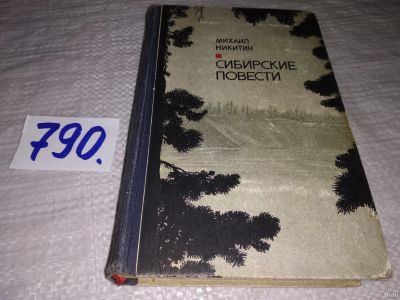 МИХАИЛ
НИКИТИН
СИБИРСКИЕ
ПОВЕСТИ
790.